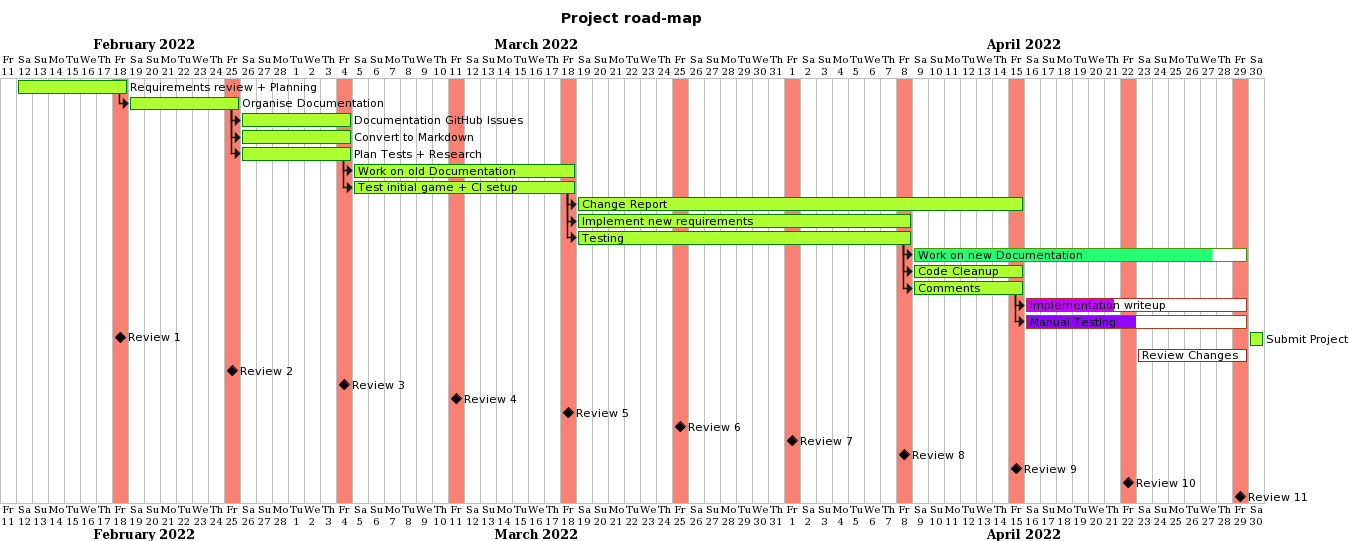 Project road-map
February 2022 March 2022 April 2022
Fr Sa Su Mo Tu We Th Fr Sa Su Mo Tu We Th Fr Sa Su Mo Tu We Th Fr Sa Su Mo Tu We Th Fr Sa Su Mo Tu We Th Fr Sa Su Mo Tu We Th Fr Sa Su Mo Tu We Th Fr Sa Su Mo Tu We Th Fr Sa Su Mo Tu We Th Fr Sa Su Mo Tu We Th Fr Sa Su Mo Tu We Th Fr Sa
11 12 13 14 15 16 17 18 19 20 21 22 23 24 25 26 27 28 1 2 3 4 5 6 7 8 9 10 11 12 13 14 15 16 17 18 19 20 21 22 23 24 25 26 27 28 29 30 31 1 2 3 4 5 6 7 8 9 10 11 12 13 14 15 16 17 18 19 20 21 22 23 24 25 26 27 28 29 30
Requirements review + Planning
Organise Documentation
Documentation GitHub Issues
Convert to Markdown
Plan Tests + Research
Work on old Documentation
Test initial game + CI setup
Change Report
Implement new requirements
Testing
Work on new Documentation
Code Cleanup
Comments
Implementation writeup
Manual Testing
Review 1
Submit Project
Review Changes
Review 2
Review 3
Review 4
Review 5
Review 6
Review 7
Review 8
Review 9
Review 10
Review 11
Fr Sa Su Mo Tu We Th Fr Sa Su Mo Tu We Th Fr Sa Su Mo Tu We Th Fr Sa Su Mo Tu We Th Fr Sa Su Mo Tu We Th Fr Sa Su Mo Tu We Th Fr Sa Su Mo Tu We Th Fr Sa Su Mo Tu We Th Fr Sa Su Mo Tu We Th Fr Sa Su Mo Tu We Th Fr Sa Su Mo Tu We Th Fr Sa
11 12 13 14 15 16 17 18 19 20 21 22 23 24 25 26 27 28 1 2 3 4 5 6 7 8 9 10 11 12 13 14 15 16 17 18 19 20 21 22 23 24 25 26 27 28 29 30 31 1 2 3 4 5 6 7 8 9 10 11 12 13 14 15 16 17 18 19 20 21 22 23 24 25 26 27 28 29 30
February 2022 March 2022 April 2022